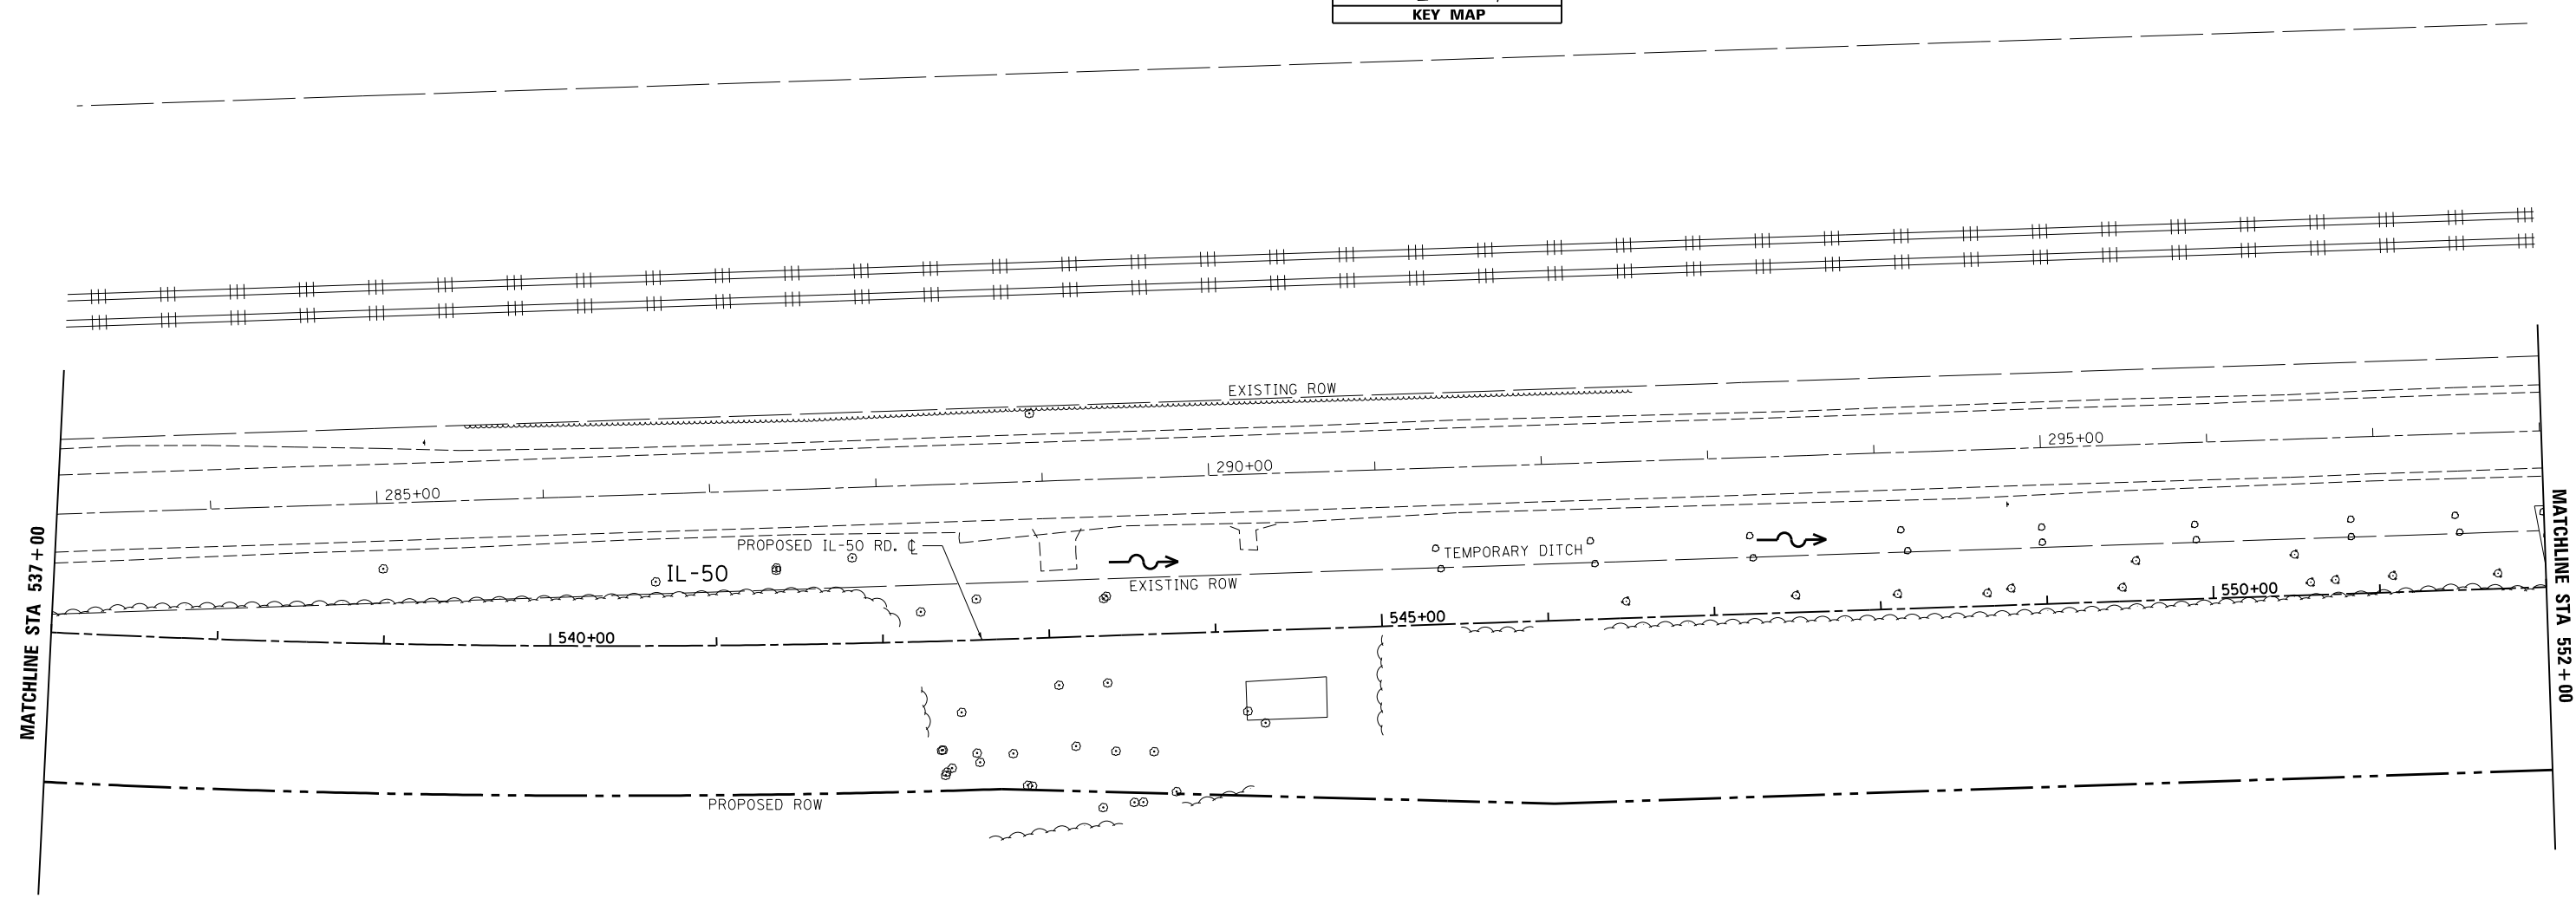 KEY MAP
EXISTING ROW
295+00
290+00
285+00
MATCHLINE STA 537+00
MATCHLINE STA 552+00
PROPOSED IL-50 RD. ℄
TEMPORARY DITCH
IL-50
EXISTING ROW
550+00
545+00
540+00
PROPOSED ROW